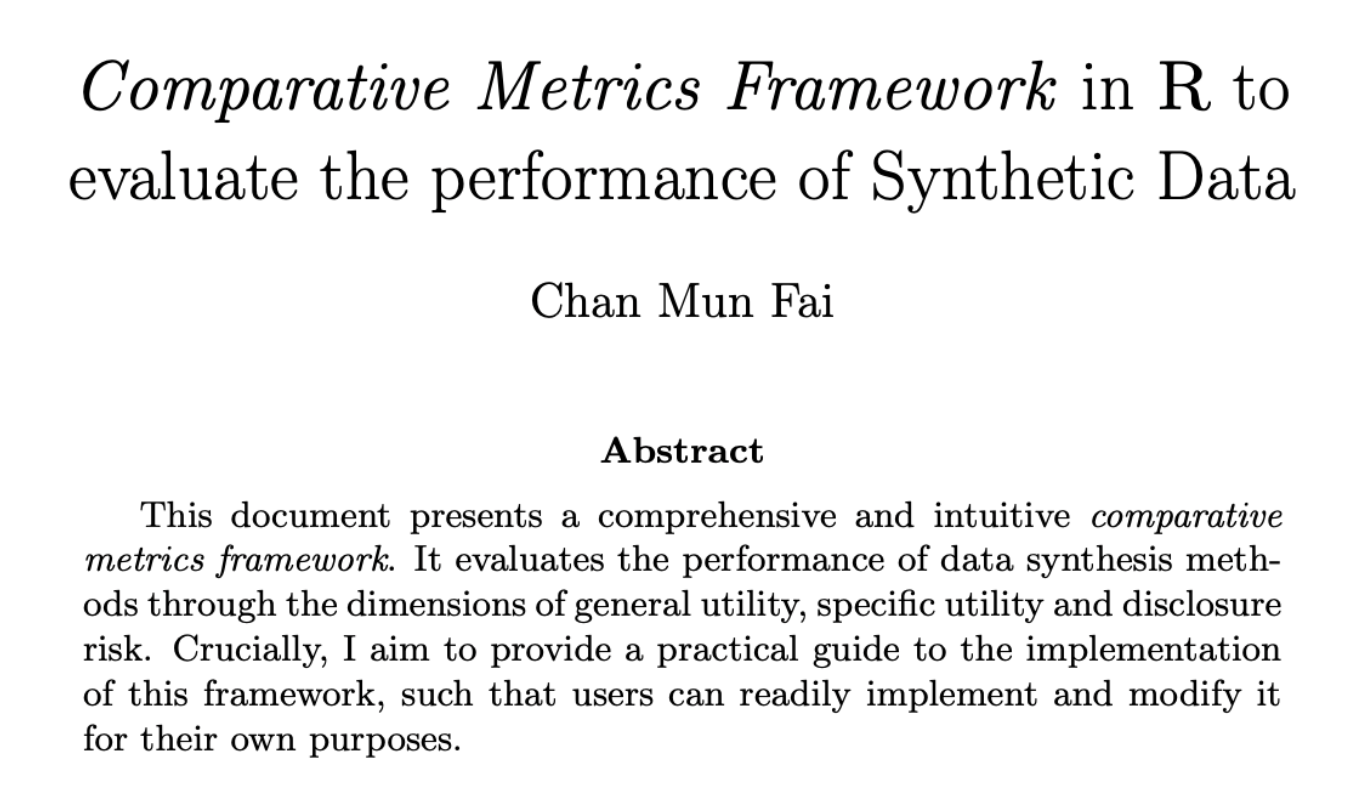 Comparative Metrics Framework in R to
evaluate the performance of Synthetic Data
Chan Mun Fai
Abstract
This document presents a comprehensive and intuitive comparative
metrics framework. It evaluates the performance of data synthesis meth-
ods through the dimensions of general utility, specific utility and disclosure
risk. Crucially, I aim to provide a practical guide to the implementation
of this framework, such that users can readily implement and modify it
for their own purposes.